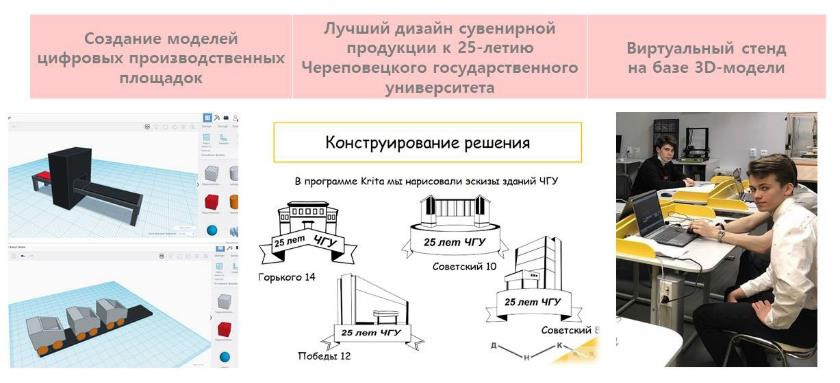 Создание моделей
цифровых производственных
площадок
Лучший дизайн сувенирной
продукции к 25-летию
Череповецкого государственного
университета
Виртуальный стенд
на базе 3D-модели
Конструирование решения
В программе Krita мы нарисовали эскизы зданий ЧГУ
25 лет ЧГУ
Горького 14
25 лет ЧГУ
Советский 10
25 лет ЧГУ
Победы 12
25 лет ЧГУ
Советский 8
Д
Н
К